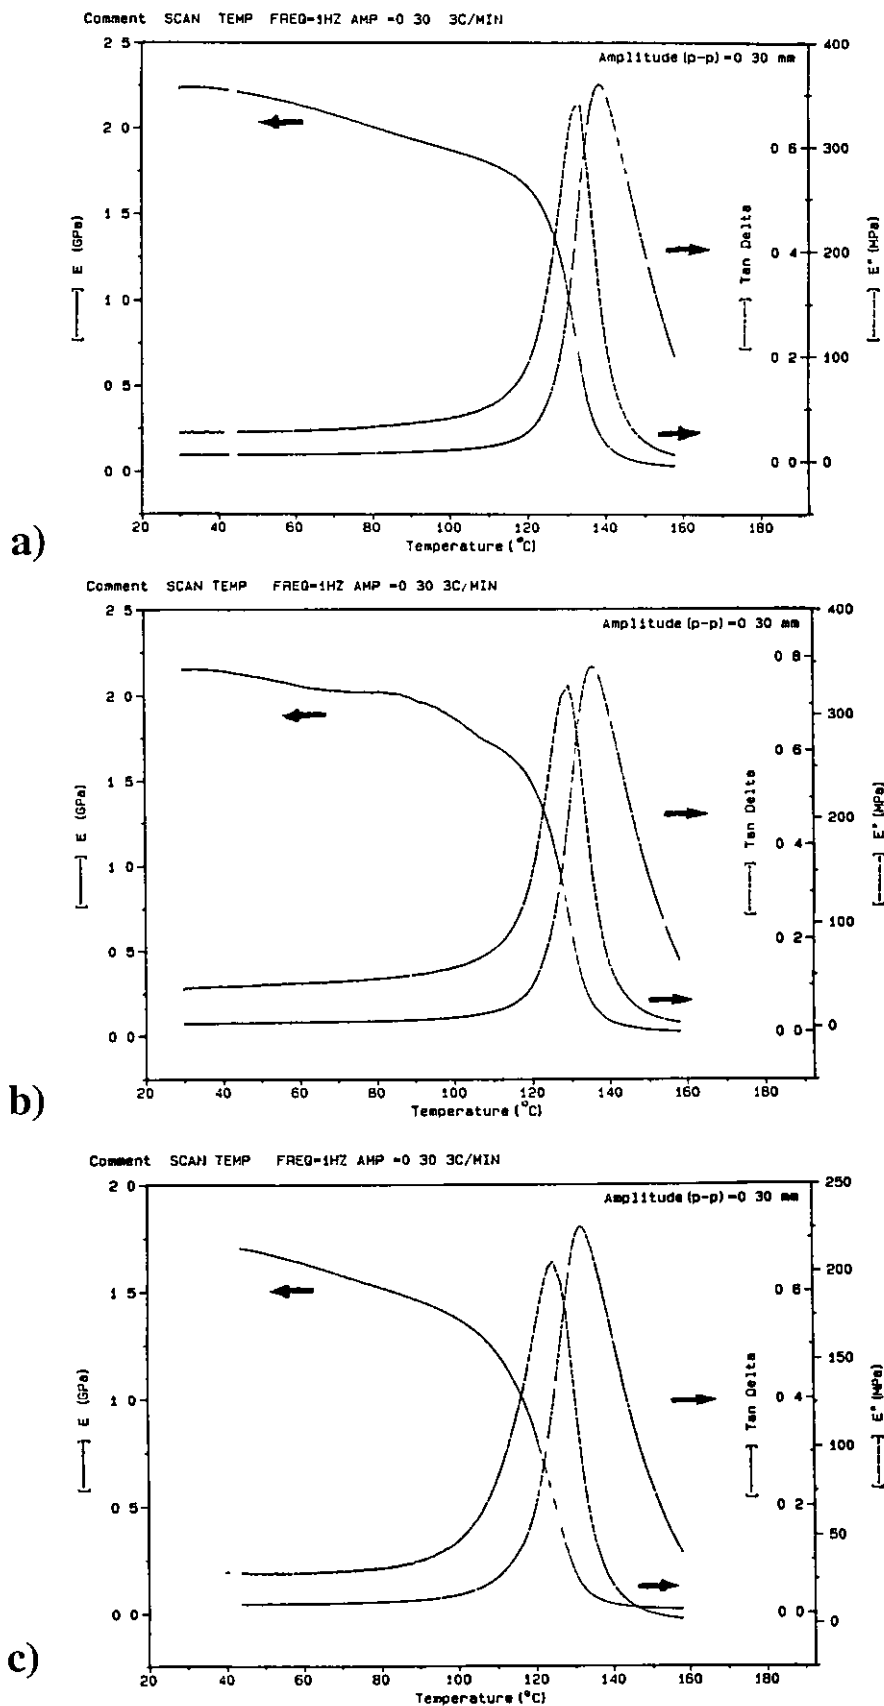 Comment SCAN TEMP FREQ=1HZ AMP =0 30 3C/MIN
Amplitude (p-p) =0 30 mm
2 5
2 0
1 5
1 0
0 5
0 0
[———] E (GPa)
400
300
200
100
0
0 6
0 4
0 2
0 0
[-----] Tan Delta
[-----] E" (MPa)
20 40 60 80 100 120 140 160 180
Temperature (°C)
a)
Comment SCAN TEMP FREQ=1HZ AMP =0 30 3C/MIN
Amplitude (p-p) =0 30 mm
2 5
2 0
1 5
1 0
0 5
0 0
[———] E (GPa)
400
300
200
100
0
0 8
0 6
0 4
0 2
0 0
[-----] Tan Delta
[-----] E" (MPa)
20 40 60 80 100 120 140 160 180
Temperature (°C)
b)
Comment SCAN TEMP FREQ=1HZ AMP =0 30 3C/MIN
Amplitude (p-p) =0 30 mm
2 0
1 5
1 0
0 5
0 0
[———] E (GPa)
250
200
150
100
50
0
0 6
0 4
0 2
0 0
[———] Tan Delta
[-----] E" (MPa)
20 40 60 80 100 120 140 160 180
Temperature (°C)
c)